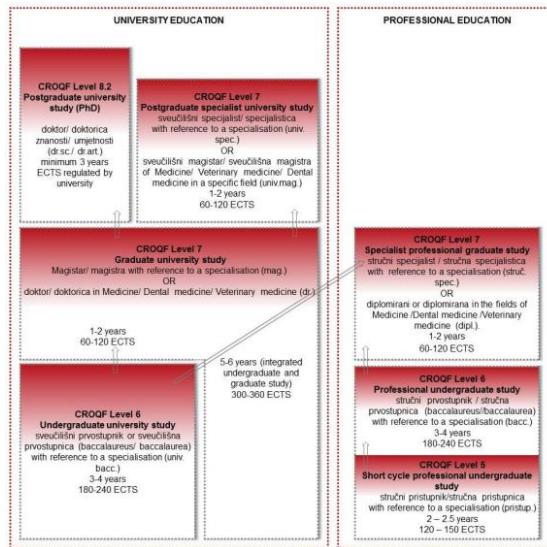 UNIVERSITY EDUCATION
CROQF Level 8.2
Postgraduate university
study (PhD)
doktor/ doktorica
znanosti/ umjetnosti
(dr.sc./ dr.art.)
minimum 3 years
ECTS regulated by
university
CROQF Level 7
Postgraduate specialist university study
sveučilišni specijalist/ specijalistica
with reference to a specialisation (univ.
spec.)
OR
sveučilišni magistar/ sveučilišna magistra
of Medicine/ Veterinary medicine/ Dental
medicine in a specific field (univ.mag.)
1-2 years
60-120 ECTS
CROQF Level 7
Graduate university study
Magistar/ magistra with reference to a specialisation (mag.)
OR
doktor/ doktorica in Medicine/ Dental medicine/ Veterinary medicine (dr.)
1-2 years
60-120 ECTS
5-6 years (integrated
undergraduate and
graduate study)
300-360 ECTS
CROQF Level 6
Undergraduate university study
sveučilišni prvostupnik or sveučilišna
prvostupnica (baccalaureus/ baccalaurea)
with reference to a specialisation (univ.
bacc.)
3-4 years
180-240 ECTS
PROFESSIONAL EDUCATION
CROQF Level 7
Specialist professional graduate study
stručni specijalist / stručna specijalistica
with reference to a specialisation (struč.
spec.)
OR
diplomirani or diplomirana in the fields of
Medicine /Dental medicine /Veterinary
medicine (dipl.).
1-2 years
60-120 ECTS
CROQF Level 6
Professional undergraduate study
stručni prvostupnik / stručna
prvostupnica (baccalaureus//baccalaurea)
with reference to a specialisation (bacc.)
3-4 years
180-240 ECTS
CROQF Level 5
Short cycle professional undergraduate
study
stručni pristupnik/stručna pristupnica
with reference to a specialisation (pristup.)
2 – 2.5 years
120 – 150 ECTS